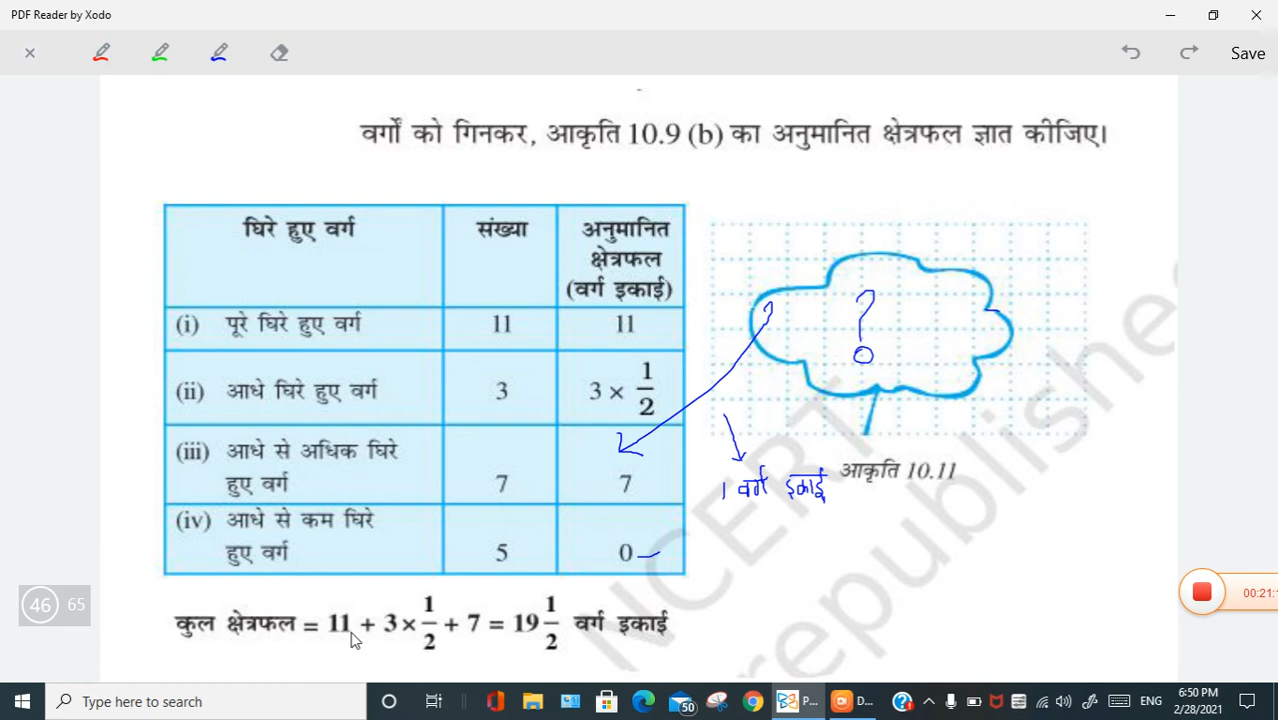 PDF Reader by Xodo
Save
वर्गों को गिनकर, आकृति 10.9 (b) का अनुमानित क्षेत्रफल ज्ञात कीजिए।
घिरे हुए वर्ग संख्या अनुमानित
क्षेत्रफल
(वर्ग इकाई)
(i) पूरे घिरे हुए वर्ग 11 11
(ii) आधे घिरे हुए वर्ग 3 3 × 1/2
(iii) आधे से अधिक घिरे
हुए वर्ग 7 7
(iv) आधे से कम घिरे
हुए वर्ग 5 0
?
1 वर्ग इकाई
आकृति 10.11
कुल क्षेत्रफल = 11 + 3 × 1/2 + 7 = 19 1/2 वर्ग इकाई
NCERT
republishe
46 65
00:21:1
Type here to search
50
P...
D...
ENG
6:50 PM
2/28/2021